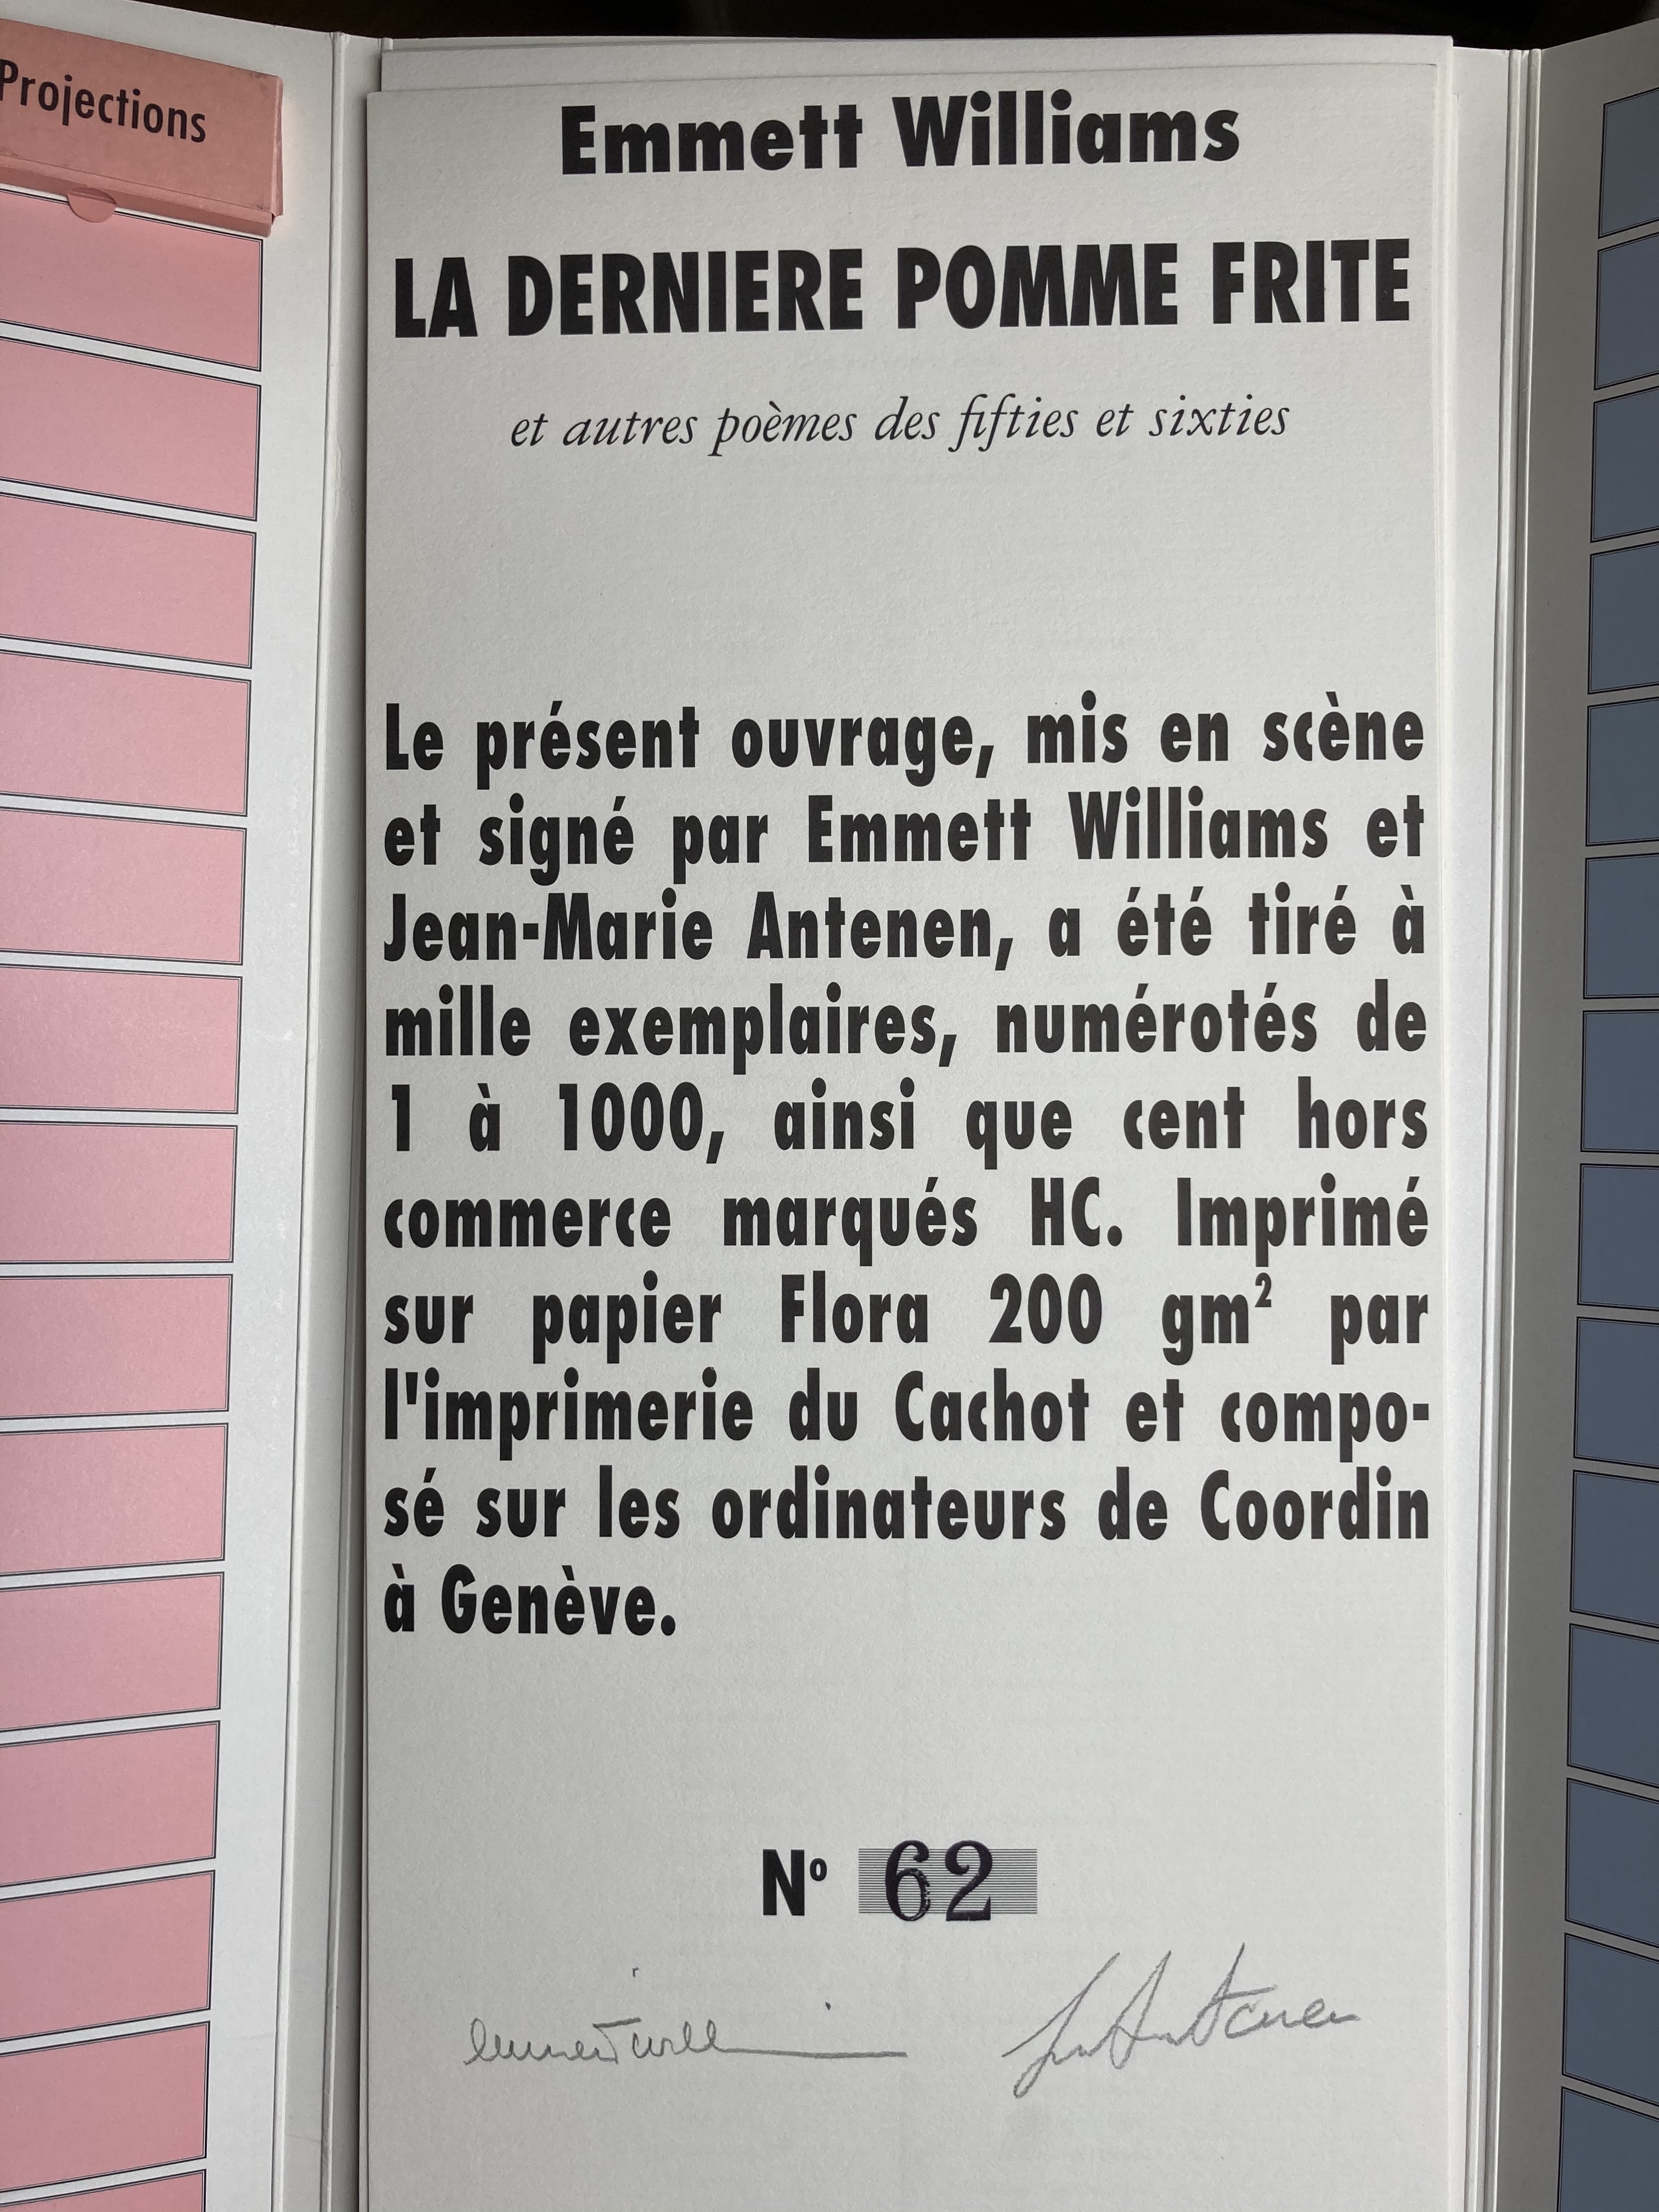 Projections
Emmett Williams
LA DERNIERE POMME FRITE
et autres poèmes des fifties et sixties
Le présent ouvrage, mis en scène
et signé par Emmett Williams et
Jean-Marie Antenen, a été tiré à
mille exemplaires, numérotés de
1 à 1000, ainsi que cent hors
commerce marqués HC. Imprimé
sur papier Flora 200 gm² par
l'imprimerie du Cachot et compo-
sé sur les ordinateurs de Coordin
à Genève.
Nº 62